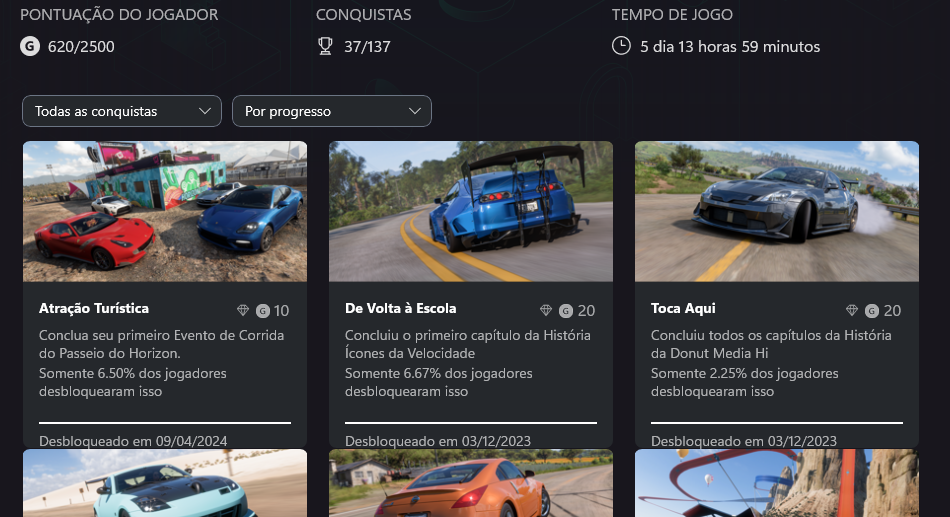 PONTUAÇÃO DO JOGADOR
CONQUISTAS
TEMPO DE JOGO
G 620/2500
37/137
5 dia 13 horas 59 minutos
Todas as conquistas
Por progresso
Atração Turística
G 10
Conclua seu primeiro Evento de Corrida
do Passeio do Horizon.
Somente 6.50% dos jogadores
desbloquearam isso
Desbloqueado em 09/04/2024
De Volta à Escola
G 20
Concluiu o primeiro capítulo da História
Ícones da Velocidade
Somente 6.67% dos jogadores
desbloquearam isso
Desbloqueado em 03/12/2023
Toca Aqui
G 20
Concluiu todos os capítulos da História
da Donut Media Hi
Somente 2.25% dos jogadores
desbloquearam isso
Desbloqueado em 03/12/2023